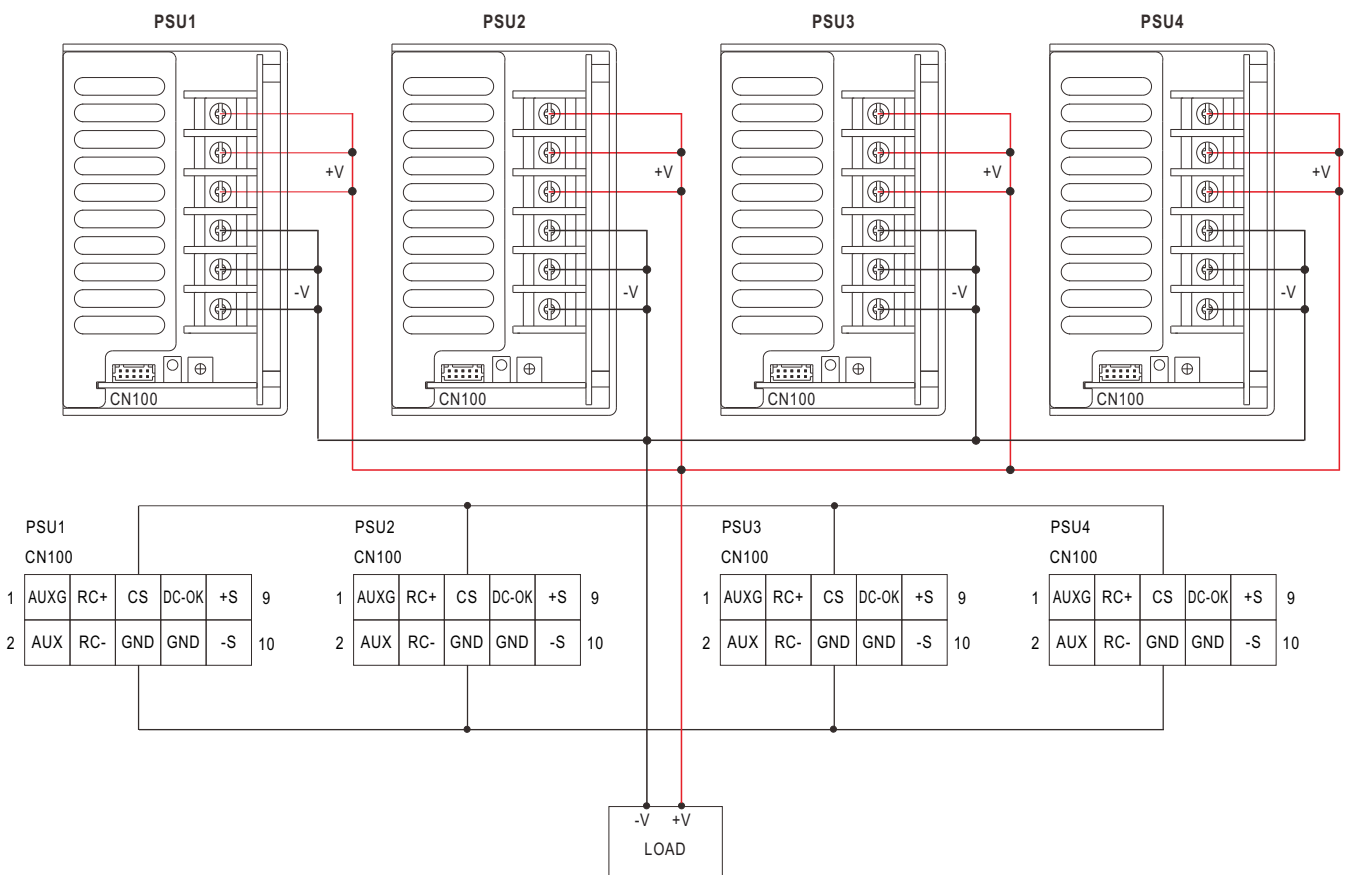 PSU1 PSU2 PSU3 PSU4
+V +V +V +V
-V -V -V -V
CN100 CN100 CN100 CN100
PSU1 PSU2 PSU3 PSU4
CN100 CN100 CN100 CN100
1 AUXG RC+ CS DC-OK +S 9 1 AUXG RC+ CS DC-OK +S 9 1 AUXG RC+ CS DC-OK +S 9 1 AUXG RC+ CS DC-OK +S 9
2 AUX RC- GND GND -S 10 2 AUX RC- GND GND -S 10 2 AUX RC- GND GND -S 10 2 AUX RC- GND GND -S 10
-V +V
LOAD